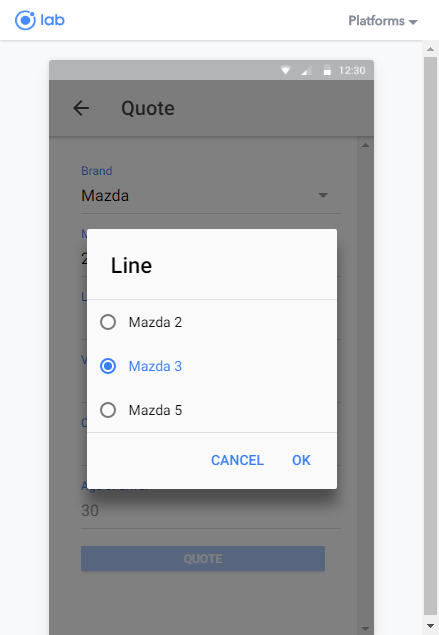 lab
Platforms
12:30
Quote
Brand
Mazda
Line
Mazda 2
Mazda 3
Mazda 5
CANCEL
OK
30
QUOTE